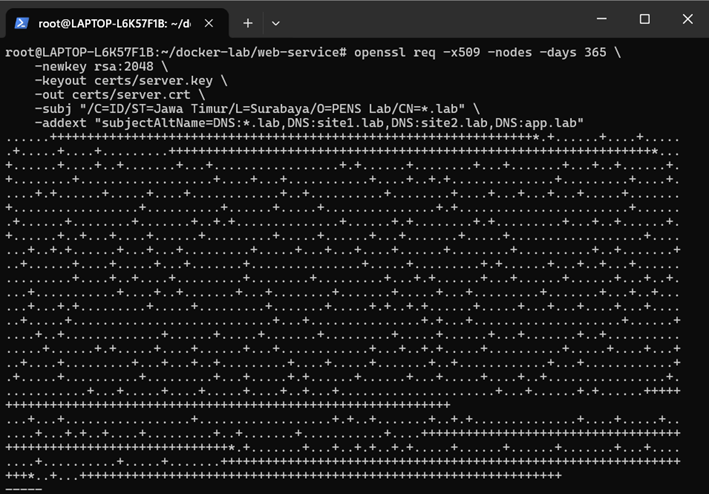 root@LAPTOP-L6K57F1B: ~/do
root@LAPTOP-L6K57F1B:~/docker-lab/web-service# openssl req -x509 -nodes -days 365 \
-newkey rsa:2048 \
-keyout certs/server.key \
-out certs/server.crt \
-subj "/C=ID/ST=Jawa Timur/L=Surabaya/O=PENS Lab/CN=*.lab" \
-addext "subjectAltName=DNS:*.lab,DNS:site1.lab,DNS:site2.lab,DNS:app.lab"
-----